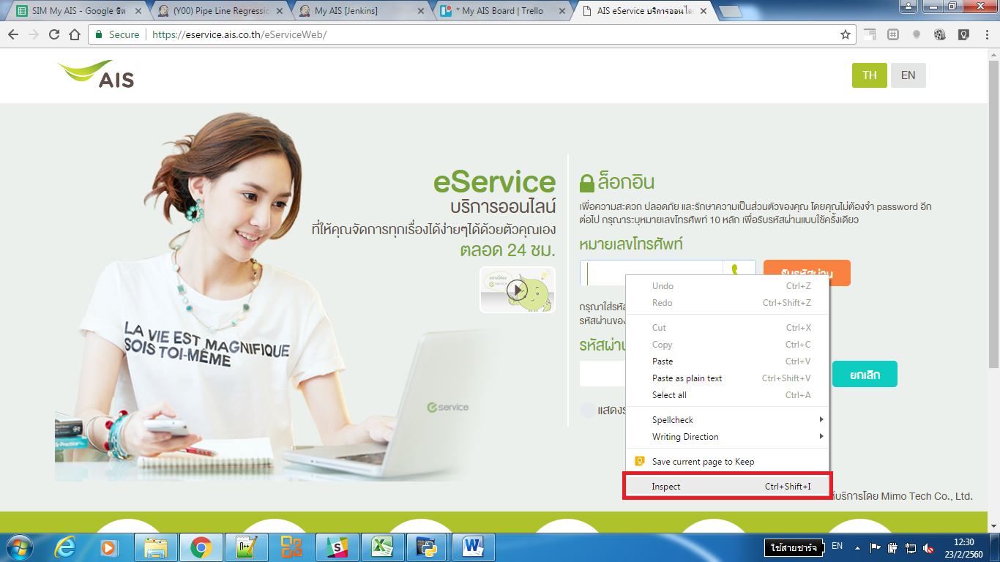 SIM My AIS - Google ชีต
(Y00) Pipe Line Regressio
My AIS [Jenkins]
* My AIS Board | Trello
AIS eService บริการออนไล
Secure
https://eservice.ais.co.th/eServiceWeb/
AIS
TH
EN
eService
บริการออนไลน์
ที่ให้คุณจัดการทุกเรื่องได้ง่ายๆได้ด้วยตัวคุณเอง
ตลอด 24 ชม.
LA VIE EST MAGNIFIQUE
SOIS TOI-MÊME
eservice
ล็อกอิน
เพื่อความสะดวก ปลอดภัย และรักษาความเป็นส่วนตัวของคุณ โดยคุณไม่ต้องจำ password อีก
ต่อไป กรุณาระบุหมายเลขโทรศัพท์ 10 หลัก เพื่อรับรหัสผ่านแบบใช้ครั้งเดียว
หมายเลขโทรศัพท์
รับรหัสผ่าน
กรุณาใส่รหัส
รหัสผ่านของ
รหัสผ่าน
ยกเลิก
แสดงร
Undo Ctrl+Z
Redo Ctrl+Shift+Z
Cut Ctrl+X
Copy Ctrl+C
Paste Ctrl+V
Paste as plain text Ctrl+Shift+V
Select all Ctrl+A
Spellcheck
Writing Direction
Save current page to Keep
Inspect Ctrl+Shift+I
ห้บริการโดย Mimo Tech Co., Ltd.
ใช้สายชาร์จ
EN
12:30
23/2/2560